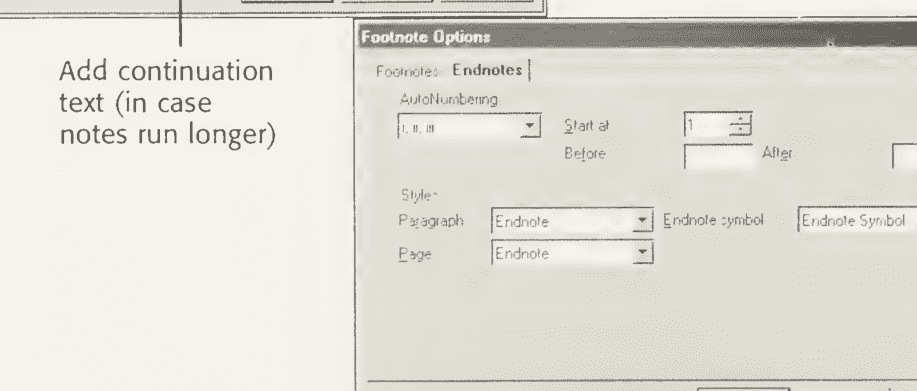 Add continuation
text (in case
notes run longer)
Footnote Options
Footnotes Endnotes
AutoNumbering
I, II, III
Start at
1
Before
After
Styles
Paragraph
Endnote
Endnote symbol
Endnote Symbol
Page
Endnote